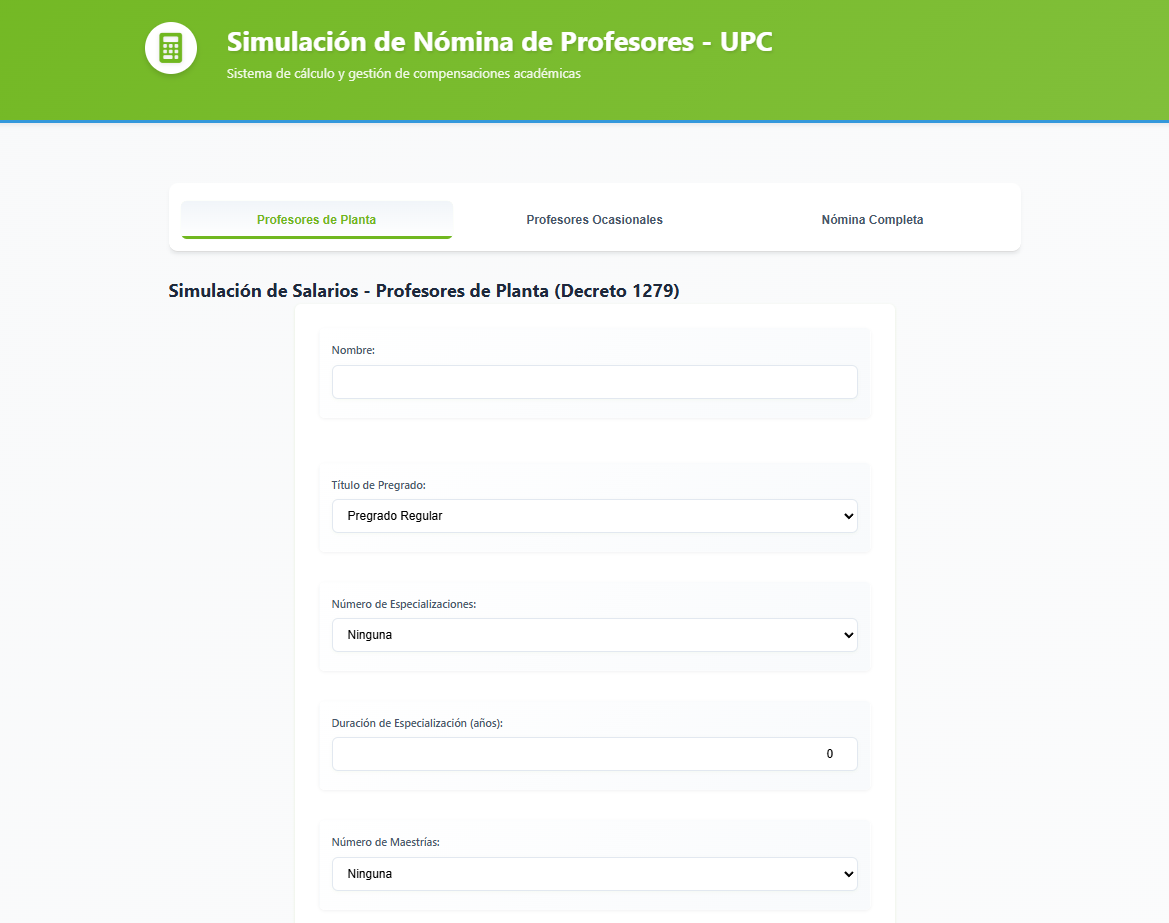 Simulación de Nómina de Profesores - UPC
Sistema de cálculo y gestión de compensaciones académicas
Profesores de Planta
Profesores Ocasionales
Nómina Completa
Simulación de Salarios - Profesores de Planta (Decreto 1279)
Nombre:
Título de Pregrado:
Pregrado Regular
Número de Especializaciones:
Ninguna
Duración de Especialización (años):
0
Número de Maestrías:
Ninguna